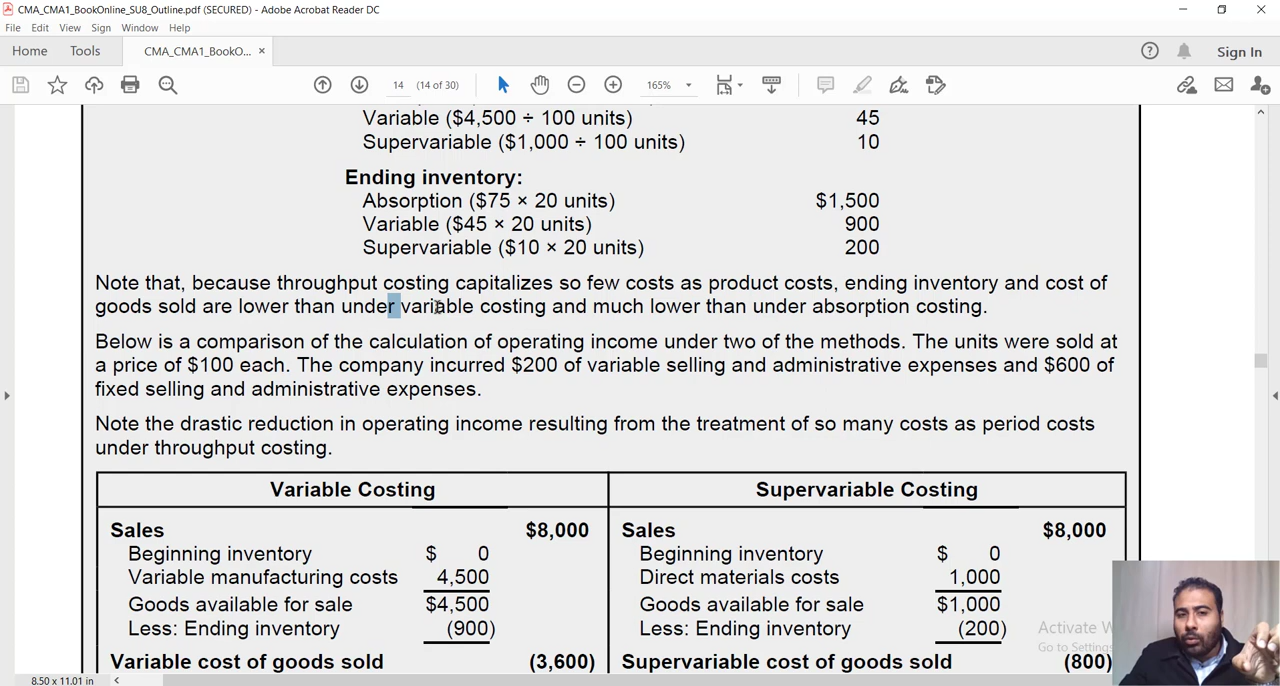 CMA_CMA1_BookOnline_SU8_Outline.pdf (SECURED) - Adobe Acrobat Reader DC
File Edit View Sign Window Help
Home Tools CMA_CMA1_BookO... × Sign In
14 (14 of 30) 165%
Variable ($4,500 ÷ 100 units) 45
Supervariable ($1,000 ÷ 100 units) 10
Ending inventory:
Absorption ($75 × 20 units) $1,500
Variable ($45 × 20 units) 900
Supervariable ($10 × 20 units) 200
Note that, because throughput costing capitalizes so few costs as product costs, ending inventory and cost of
goods sold are lower than under variable costing and much lower than under absorption costing.
Below is a comparison of the calculation of operating income under two of the methods. The units were sold at
a price of $100 each. The company incurred $200 of variable selling and administrative expenses and $600 of
fixed selling and administrative expenses.
Note the drastic reduction in operating income resulting from the treatment of so many costs as period costs
under throughput costing.
Variable Costing Supervariable Costing
Sales $8,000 Sales $8,000
Beginning inventory $ 0 Beginning inventory $ 0
Variable manufacturing costs 4,500 Direct materials costs 1,000
Goods available for sale $4,500 Goods available for sale $1,000
Less: Ending inventory (900) Less: Ending inventory (200)
Activate W
Go to Settings
Variable cost of goods sold (3,600) Supervariable cost of goods sold (800)
8.50 x 11.01 in